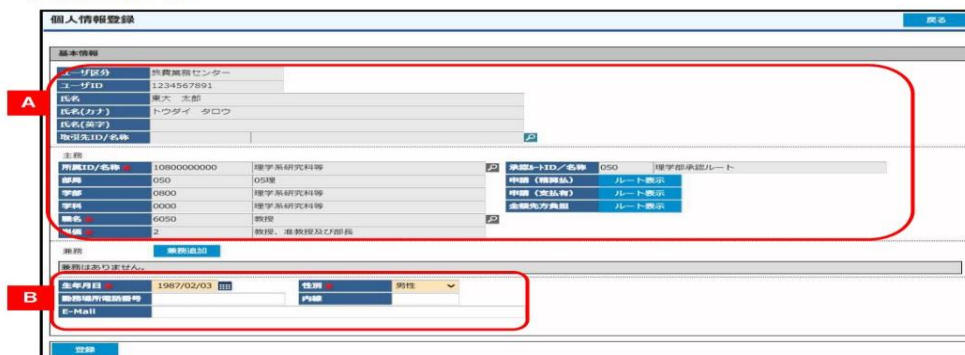 個人情報登録 戻る
基本情報
ユーザ区分 旅費業務センター
A
ユーザID 1234567891
氏名 東大 太郎
氏名(カナ) トウダイ タロウ
氏名(英字)
取引先ID/名称
主務
所属ID/名称 10800000000 理学系研究科等 承認ルートID/名称 050 理学部承認ルート
部局 050 05理 申請(精算払) ルート表示
学部 0800 理学系研究科等 申請(支払有) ルート表示
学科 0000 理学系研究科等 金額先方負担 ルート表示
職名 6050 教授
単価 2 教授、准教授及び部長
兼務 兼務追加
兼務はありません。
生年月日 1987/02/03 性別 男性
B
勤務場所電話番号 内線
E-Mail
登録